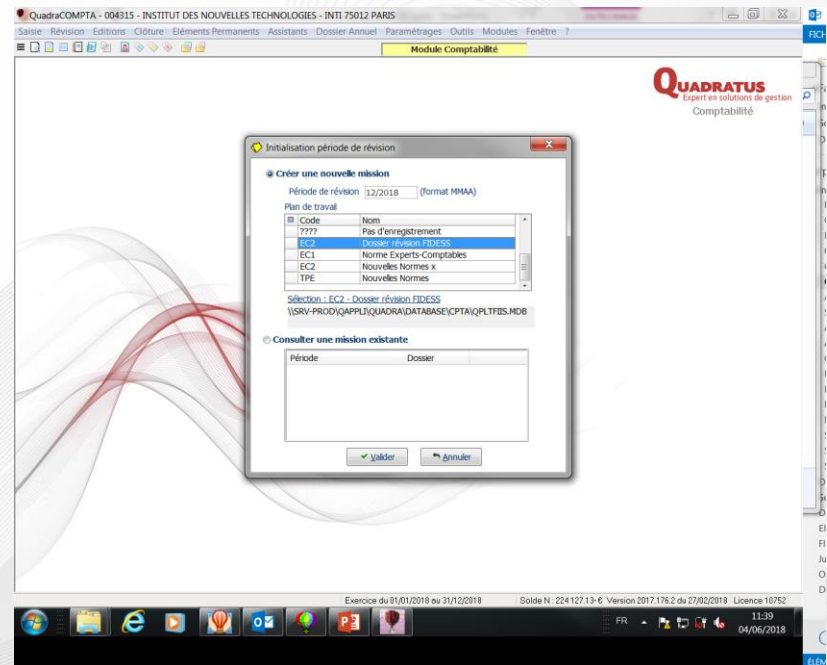 QuadraCOMPTA - 004315 - INSTITUT DES NOUVELLES TECHNOLOGIES - INTI 75012 PARIS
Saisie Révision Editions Clôture Eléments Permanents Assistants Dossier Annuel Paramétrages Outils Modules Fenêtre ?
Module Comptabilité
QUADRATUS
Expert en solutions de gestion
Comptabilité
Initialisation période de révision
Créer une nouvelle mission
Période de révision 12/2018 (format MMAA)
Plan de travail
Code Nom
???? Pas d'enregistrement
EC2 Dossier révision FIDESS
EC1 Norme Experts-Comptables
EC2 Nouvelles Normes x
TPE Nouvelles Normes
Sélection : EC2 - Dossier révision FIDESS
\\SRV-PROD\QAPPLI\QUADRA\DATABASE\CPTA\QPLTFIIS.MDB
Consulter une mission existante
Période Dossier
Valider Annuler
Exercice du 01/01/2018 au 31/12/2018 Solde N : 224 127.13-€ Version 2017.176.2 du 27/02/2018 Licence 10752
FR 11:39
04/06/2018